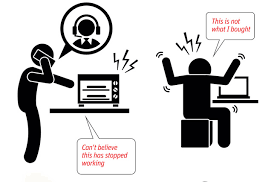 This is not
what I bought
Can't believe
this has stopped
working